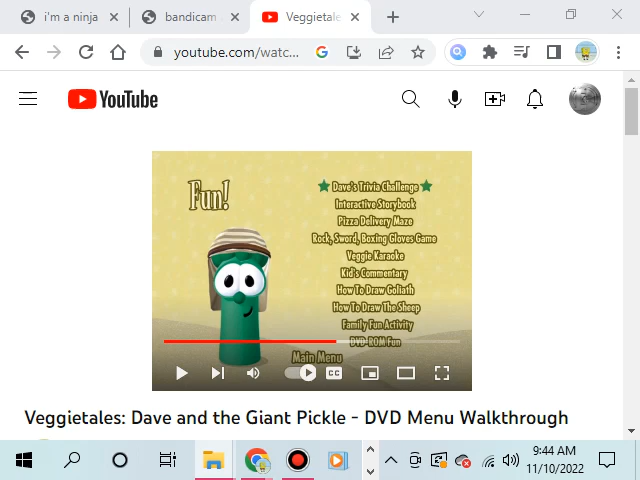 i'm a ninja
bandicam
Veggietale
youtube.com/watc...
YouTube
Fun!
Dave's Trivia Challenge
Interactive Storybook
Pizza Delivery Maze
Rock, Sword, Boxing Gloves Game
Veggie Karaoke
Kid's Commentary
How To Draw Goliath
How To Draw The Sheep
Family Fun Activity
DVD-ROM Fun
Main Menu
CC
Veggietales: Dave and the Giant Pickle - DVD Menu Walkthrough
9:44 AM
11/10/2022